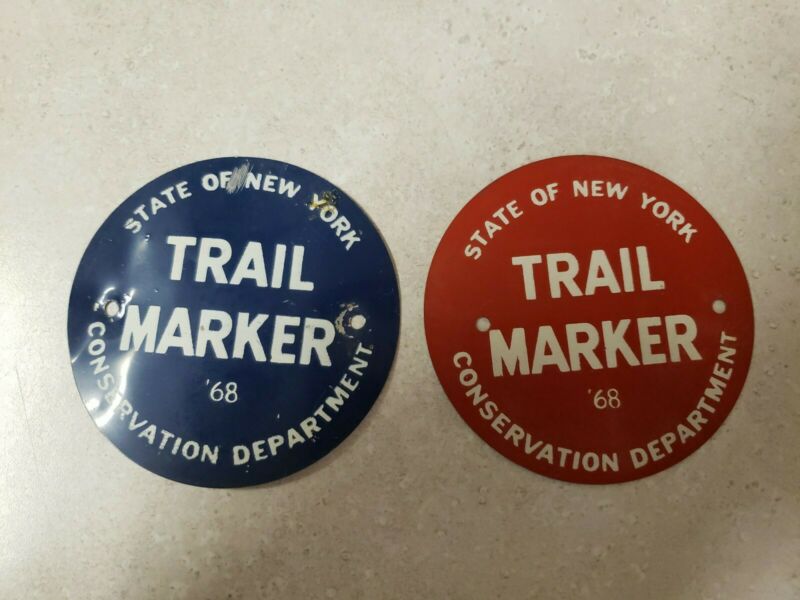 STATE OF NEW YORK
TRAIL
MARKER
'68
CONSERVATION DEPARTMENT
STATE OF NEW YORK
TRAIL
MARKER
'68
CONSERVATION DEPARTMENT